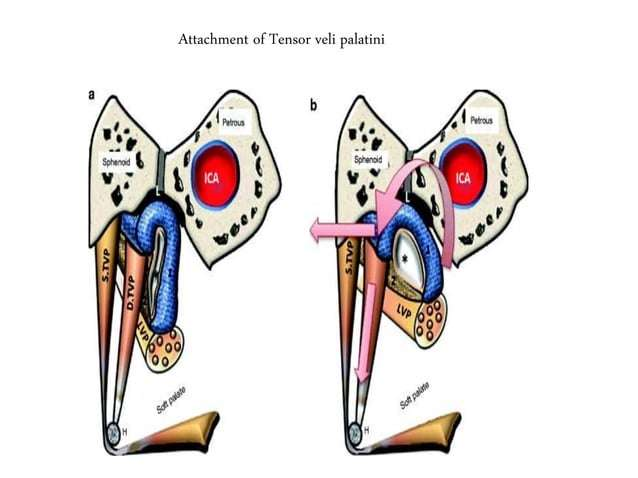 Attachment of Tensor veli palatini
a
Petrous
Sphenoid
ICA
L
S.TVP
D.TVP
LVP
Soft palate
H
b
Petrous
Sphenoid
ICA
L
S.TVP
*
LVP
Soft palate
H